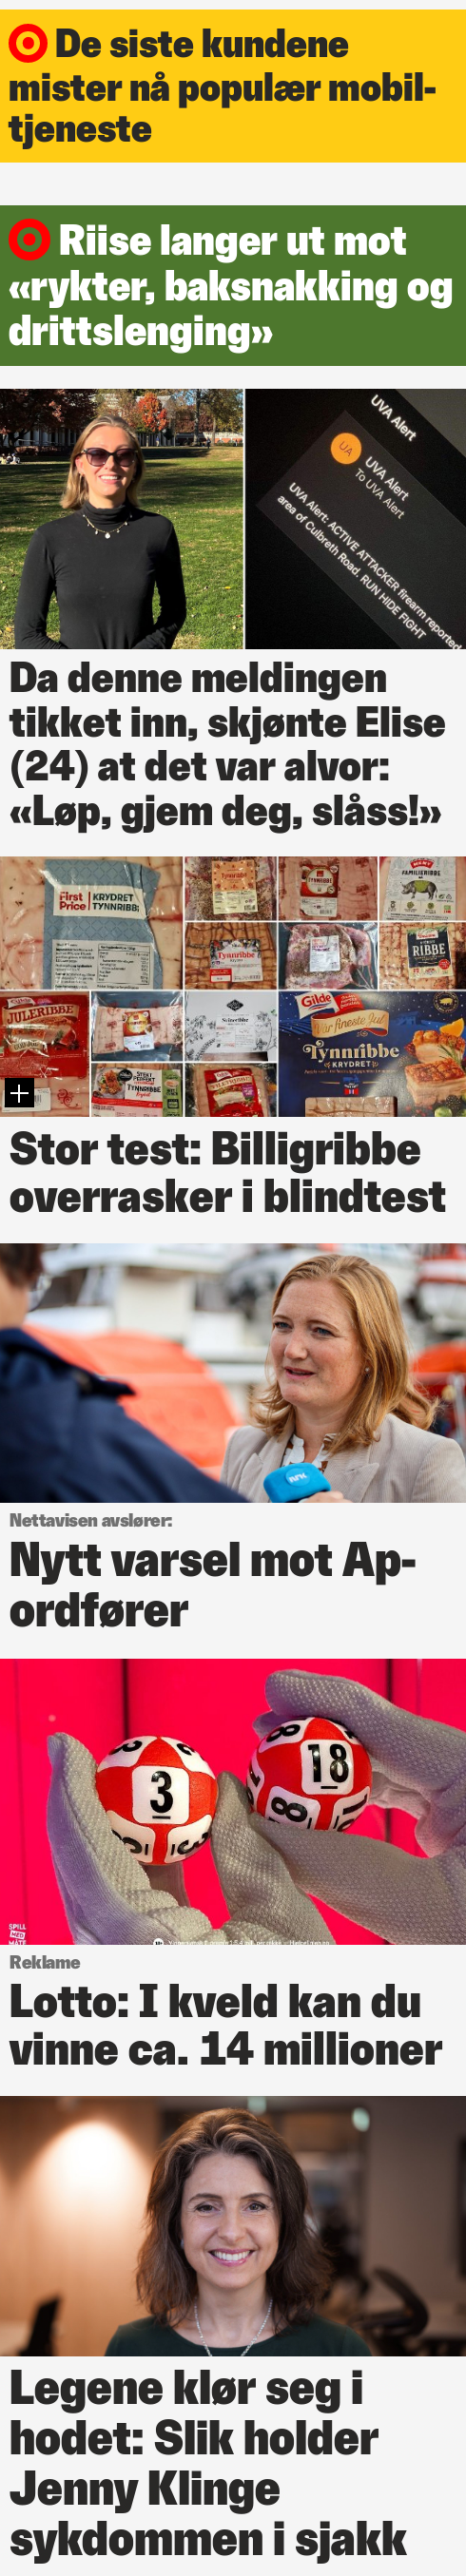 De siste kundene
mister nå populær mobil-
tjeneste
Riise langer ut mot
«rykter, baksnakking og
drittslenging»
UVA Alert
UA
UVA Alert
To UVA Alert
UVA Alert: ACTIVE ATTACKER firearm reported
area of Culbreth Road. RUN HIDE FIGHT
Da denne meldingen
tikket inn, skjønte Elise
(24) at det var alvor:
«Løp, gjem deg, slåss!»
First
Price
KRYDRET
TYNNRIBBE
FAMILIERIBBE
Tynnribbe
RIBBE
JULERIBBE
TYNNRIBBE
Gilde
Vår fineste Jul
Tynnribbe
KRYDRET
Stor test: Billigribbe
overrasker i blindtest
nrk
Nettavisen avslører:
Nytt varsel mot Ap-
ordfører
3
18
8
SPILL
MED
MÅTE
Reklame
Lotto: I kveld kan du
vinne ca. 14 millioner
Legene klør seg i
hodet: Slik holder
Jenny Klinge
sykdommen i sjakk